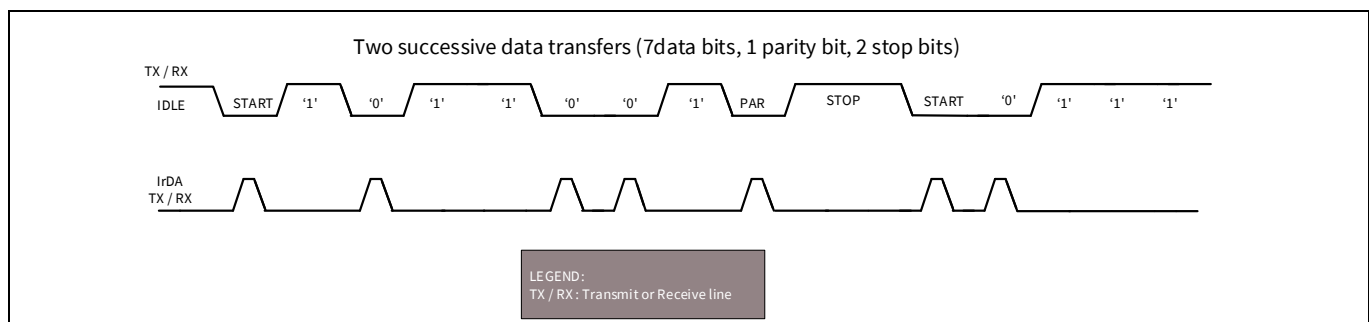 Two successive data transfers (7data bits, 1 parity bit, 2 stop bits)
TX / RX
IDLE
START '1' '0' '1' '1' '0' '0' '1' PAR STOP START '0' '1' '1' '1'
IrDA
TX / RX
LEGEND:
TX / RX : Transmit or Receive line